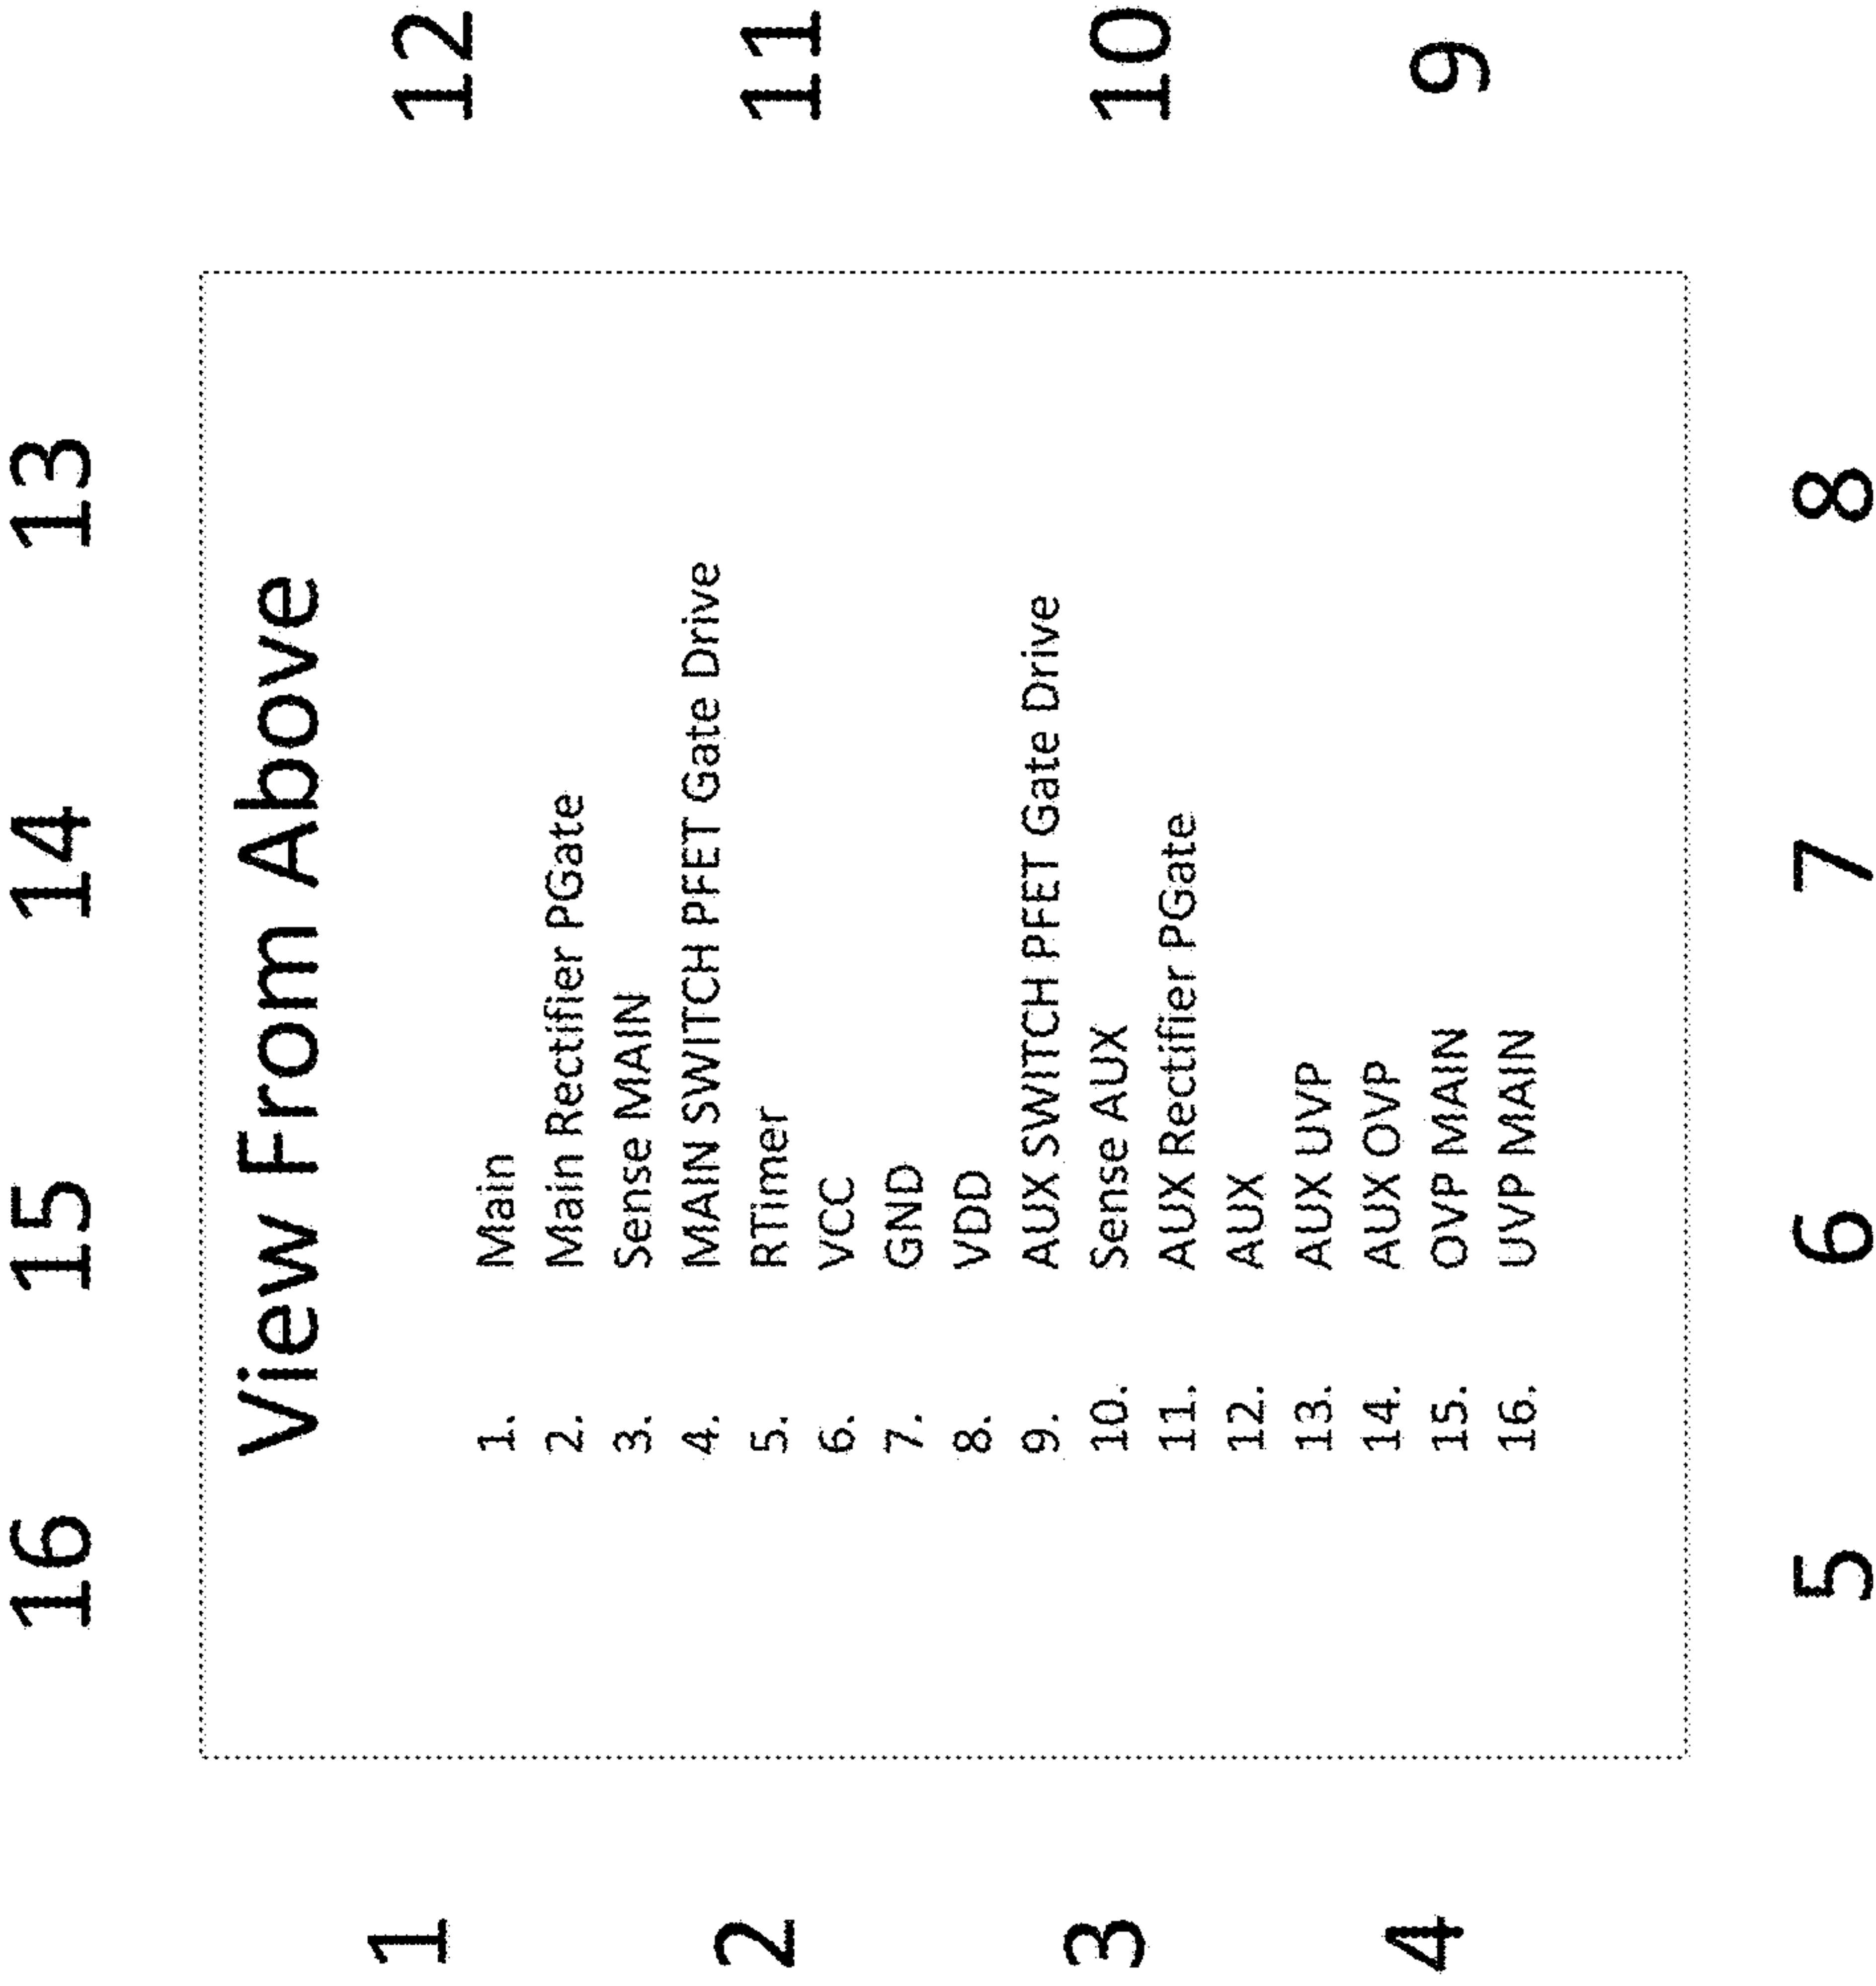 16 15 14 13
View From Above
1 12
2 11
3 10
4 9
1. Main
2. Main Rectifier PGate
3. Sense MAIN
4. MAIN SWITCH PFET Gate Drive
5. RTimer
6. VCC
7. GND
8. VDD
9. AUX SWITCH PFET Gate Drive
10. Sense AUX
11. AUX Rectifier PGate
12. AUX
13. AUX UVP
14. AUX OVP
15. OVP MAIN
16. UVP MAIN
5 6 7 8